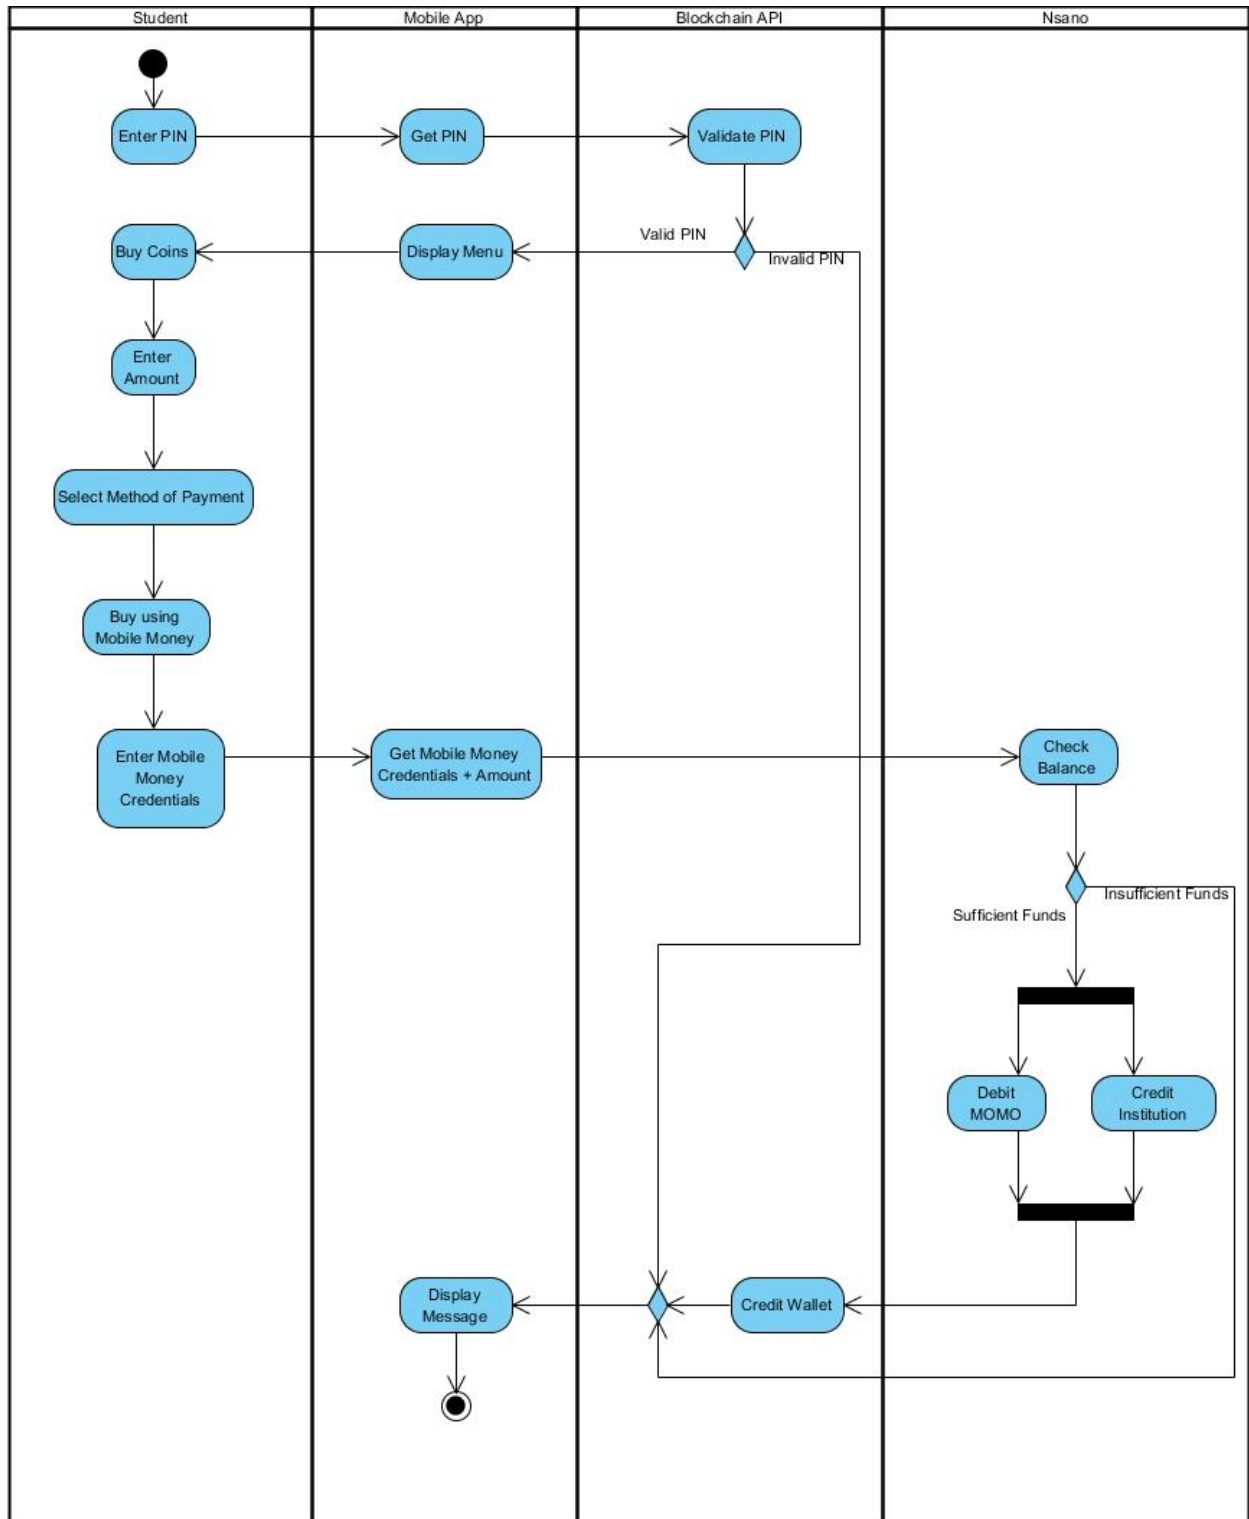 Student
Mobile App
Blockchain API
Nsano
Enter PIN
Get PIN
Validate PIN
Valid PIN
Invalid PIN
Display Menu
Buy Coins
Enter
Amount
Select Method of Payment
Buy using
Mobile Money
Enter Mobile
Money
Credentials
Get Mobile Money
Credentials + Amount
Check
Balance
Insufficient Funds
Sufficient Funds
Debit
MOMO
Credit
Institution
Credit Wallet
Display
Message